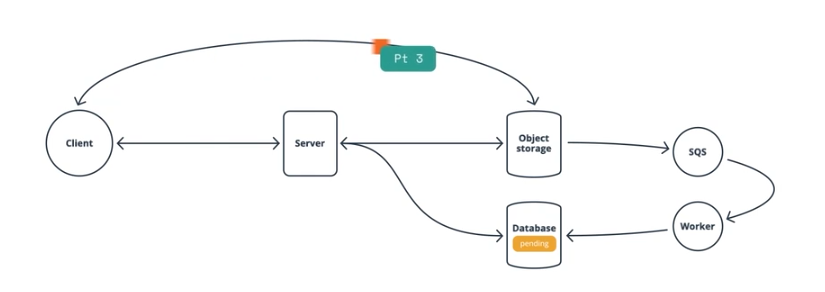 Pt 3
Client
Server
Object
storage
SQS
Database
pending
Worker